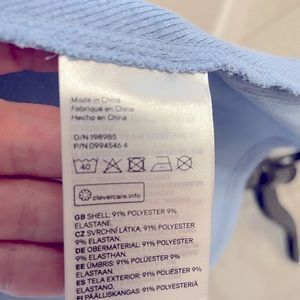 Made in China
Fabriqué en Chine
Hecho en China
O/N 198985
P/N 0994546 4
40
clevercare.info
GB SHELL: 91% POLYESTER 9%
ELASTANE.
CZ SVRCHNÍ LÁTKA: 91% POLYESTER
9% ELASTAN.
DE OBERMATERIAL: 91% POLYESTER
9% ELASTHAN.
EE ÜMBRIS: 91% POLÜESTER 9%
ELASTAAN.
ES TELA EXTERIOR: 91% POLIÉSTER
9% ELASTANO.
FI PÄÄLLISKANGAS: 91% POLYESTER